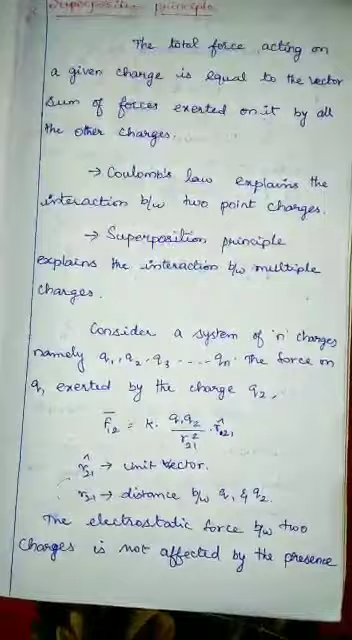 Superposition principle
The total force acting on
a given charge is equal to the vector
sum of forces exerted on it by all
the other charges.
→ Coulomb's law explains the
interaction b/w two point charges.
→ Superposition principle
explains the interaction b/w multiple
charges.
Consider a system of 'n' charges
namely q₁, q₂, q₃ ---- qₙ. The force on
q₁ exerted by the charge q₂,
F̄₁₂ = k. q₁q₂ / r²₂₁ . r̂₂₁
r̂₂₁ → unit vector.
r₂₁ → distance b/w q₁ & q₂.
The electrostatic force b/w two
charges is not affected by the presence